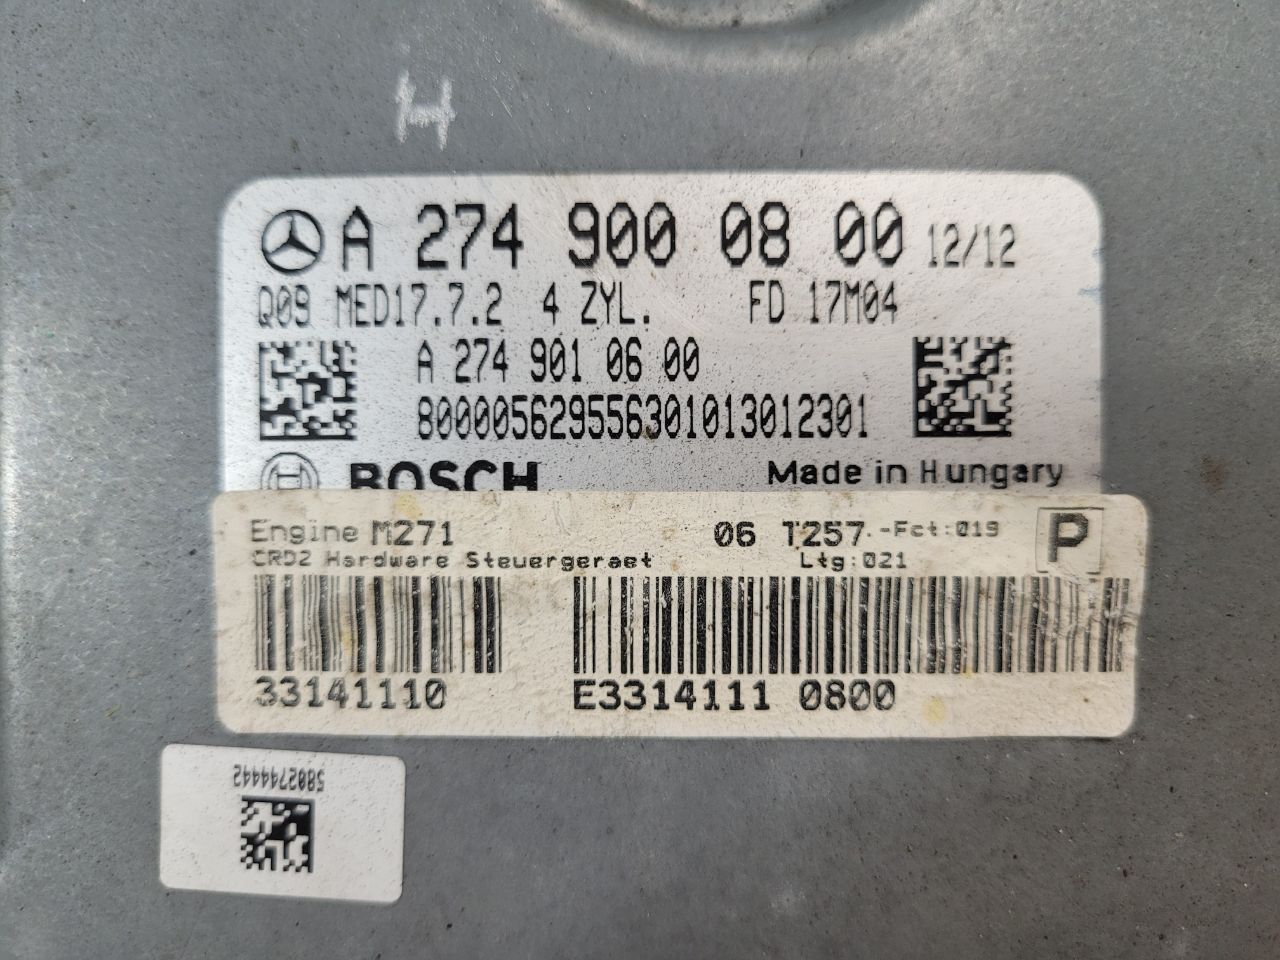 H
A 274 900 08 00 12/12
Q09 MED17.7.2 4 ZYL. FD 17M04
A 274 901 06 00
800005629556301013012301
BOSCH Made in Hungary
Engine M271 06 T257.-Fct:019 P
CRD2 Hardware Steuergeraet Ltg:021
33141110 E3314111 0800
5802744442